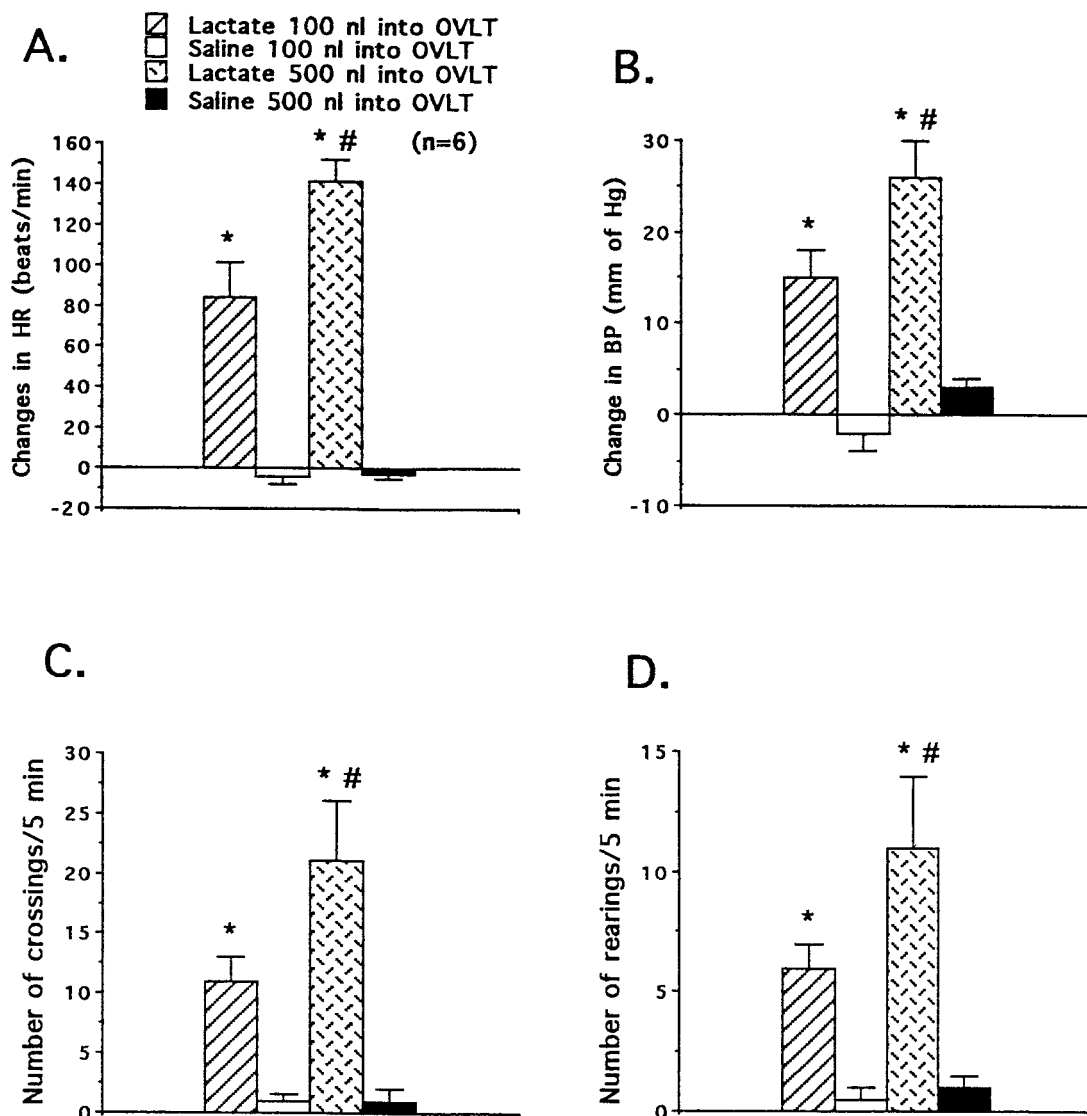 A.
Lactate 100 nl into OVLT
Saline 100 nl into OVLT
Lactate 500 nl into OVLT
Saline 500 nl into OVLT
(n=6)
Changes in HR (beats/min)
160
140
120
100
80
60
40
20
0
-20
*
* #
B.
Change in BP (mm of Hg)
30
20
10
0
-10
*
* #
C.
Number of crossings/5 min
30
25
20
15
10
5
0
*
* #
D.
Number of rearings/5 min
15
10
5
0
*
* #